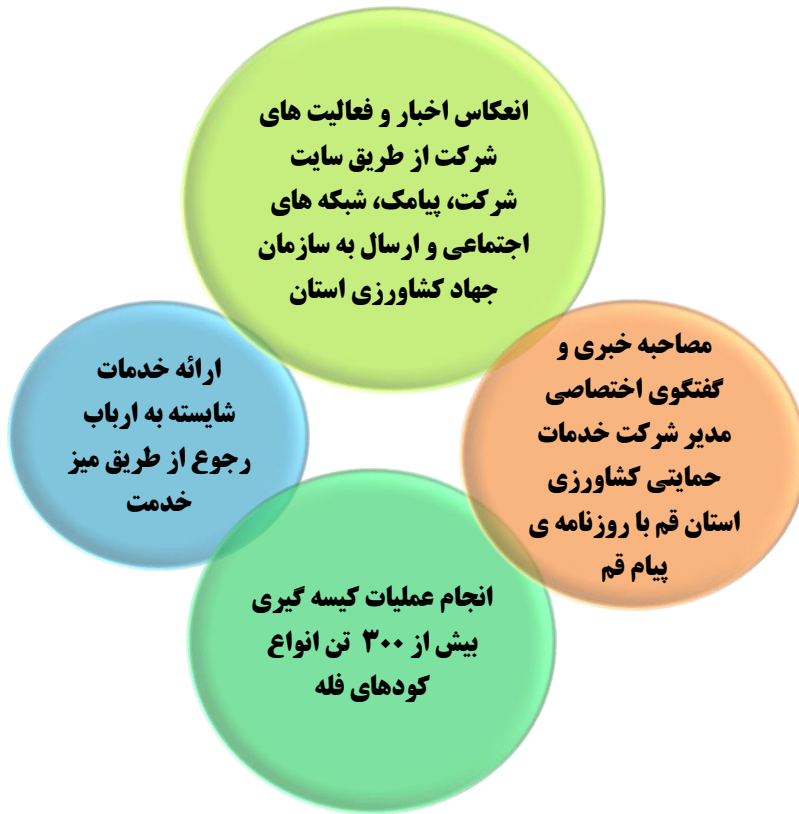 انعکاس اخبار و فعالیت های
شرکت از طریق سایت
شرکت، پیامک، شبکه های
اجتماعی و ارسال به سازمان
جهاد کشاورزی استان
مصاحبه خبری و
گفتگوی اختصاصی
مدیر شرکت خدمات
حمایتی کشاورزی
استان قم با روزنامه ی
پیام قم
ارائه خدمات
شایسته به ارباب
رجوع از طریق میز
خدمت
انجام عملیات کیسه گیری
بیش از ۳۰۰ تن انواع
کودهای فله